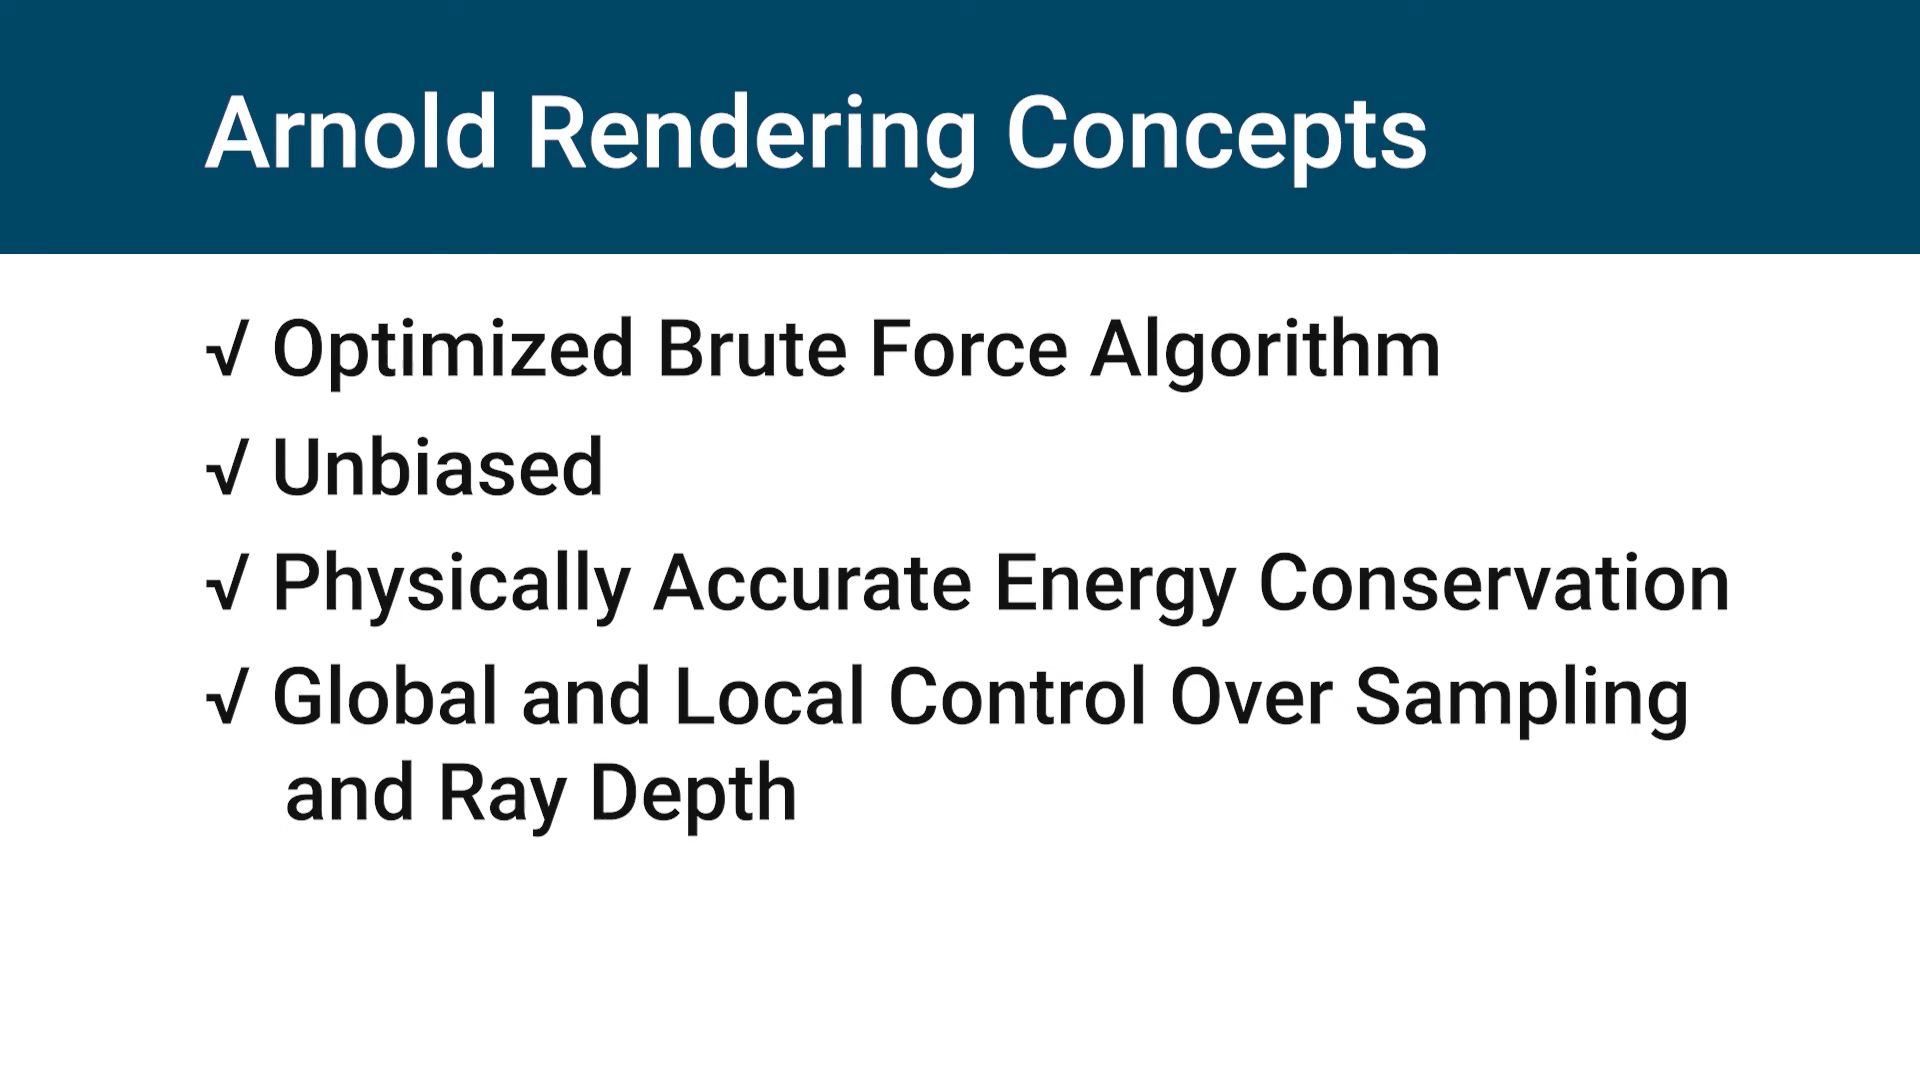 Arnold Rendering Concepts
√ Optimized Brute Force Algorithm
√ Unbiased
√ Physically Accurate Energy Conservation
√ Global and Local Control Over Sampling
and Ray Depth